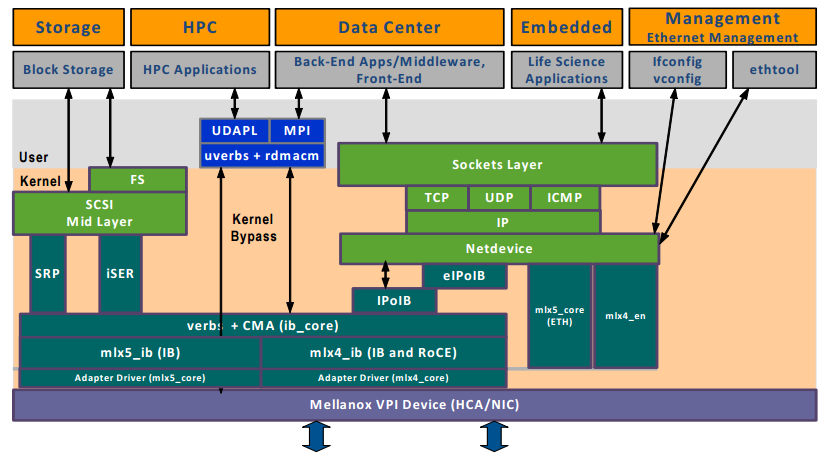 Storage
HPC
Data Center
Embedded
Management
Ethernet Management
Block Storage
HPC Applications
Back-End Apps/Middleware,
Front-End
Life Science
Applications
Ifconfig
vconfig
ethtool
UDAPL
MPI
uverbs + rdmacm
User
Kernel
Sockets Layer
FS
SCSI
Mid Layer
TCP
UDP
ICMP
IP
Kernel
Bypass
Netdevice
SRP
iSER
eIPoIB
IPoIB
mlx5_core
(ETH)
mlx4_en
verbs + CMA (ib_core)
mlx5_ib (IB)
mlx4_ib (IB and RoCE)
Adapter Driver (mlx5_core)
Adapter Driver (mlx4_core)
Mellanox VPI Device (HCA/NIC)